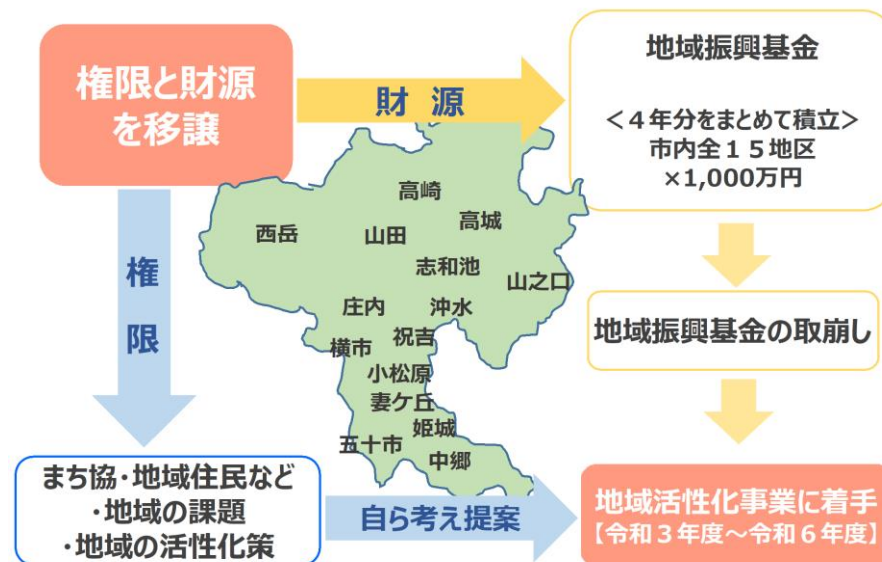 権限と財源
を移譲
財 源
地域振興基金
<4年分をまとめて積立>
市内全15地区
×1,000万円
権
限
高崎
西岳
山田
高城
志和池
山之口
庄内
沖水
横市
祝吉
小松原
妻ケ丘
姫城
五十市
中郷
地域振興基金の取崩し
まち協・地域住民など
・地域の課題
・地域の活性化策
自ら考え提案
地域活性化事業に着手
【令和3年度~令和6年度】